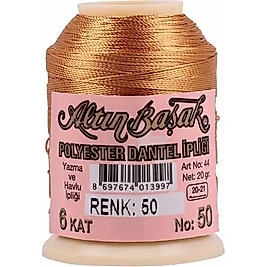 Altın Başak
POLYESTER DANTEL İPLİĞİ
Yazma
ve
Havlu
İpliği
Art No: 44
Net: 20 gr.
20-21
8 697674 013997
RENK: 50
6 KAT
No: 50